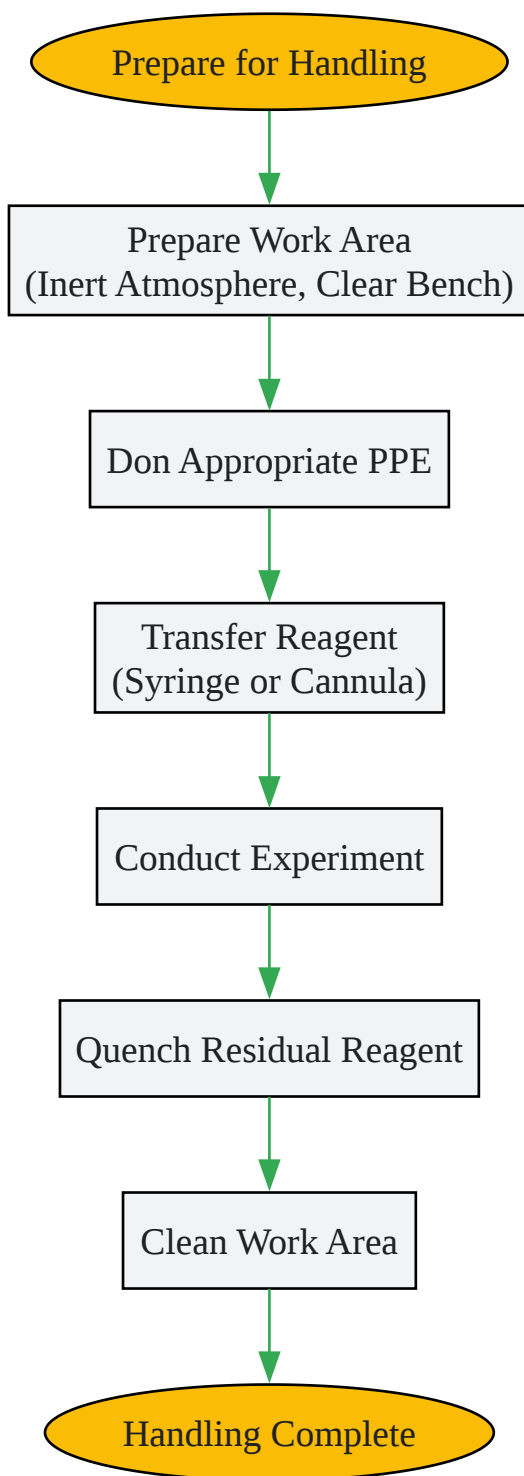 Prepare for Handling
Prepare Work Area
(Inert Atmosphere, Clear Bench)
Don Appropriate PPE
Transfer Reagent
(Syringe or Cannula)
Conduct Experiment
Quench Residual Reagent
Clean Work Area
Handling Complete